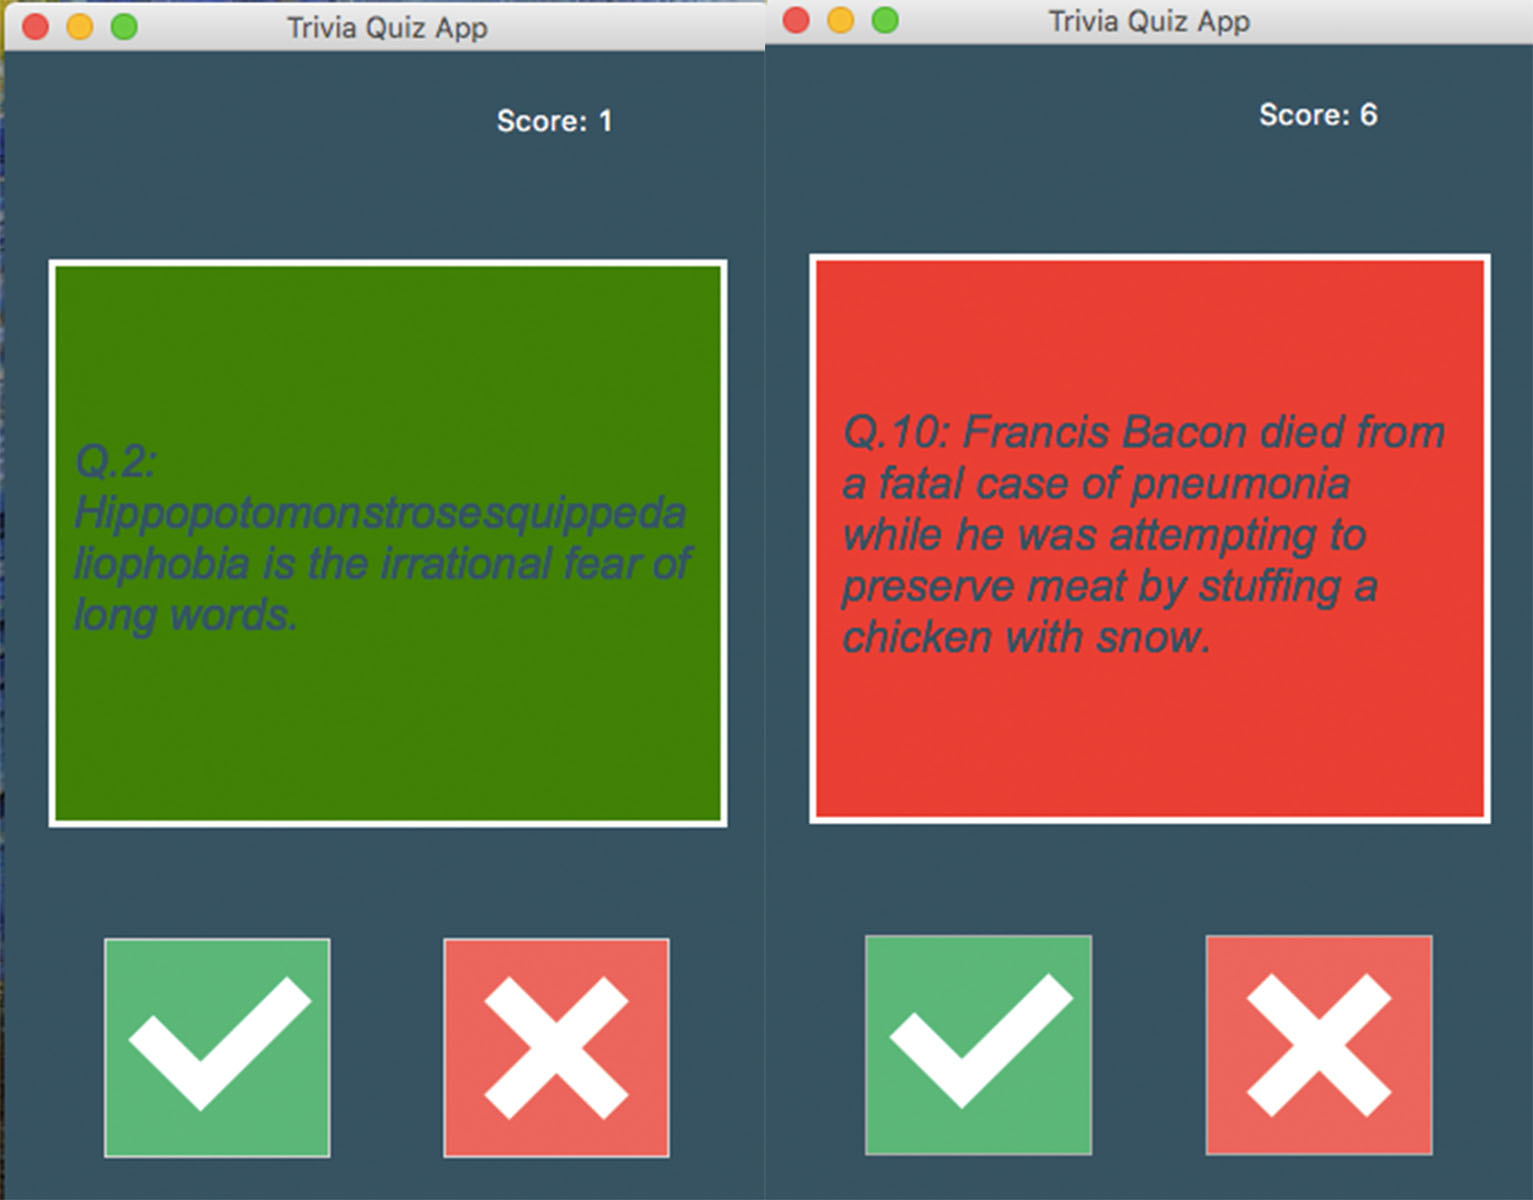 Trivia Quiz App
Score: 1
Q.2:
Hippopotomonstrosesquippeda
liophobia is the irrational fear of
long words.
Trivia Quiz App
Score: 6
Q.10: Francis Bacon died from
a fatal case of pneumonia
while he was attempting to
preserve meat by stuffing a
chicken with snow.